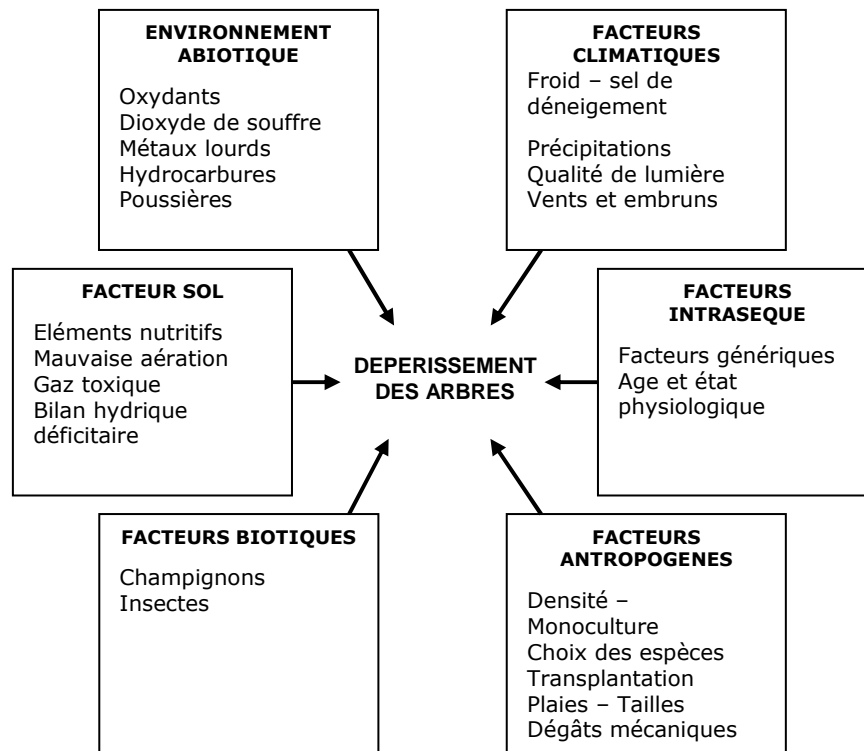 ENVIRONNEMENT
ABIOTIQUE
Oxydants
Dioxyde de souffre
Métaux lourds
Hydrocarbures
Poussières
FACTEURS
CLIMATIQUES
Froid – sel de
déneigement
Précipitations
Qualité de lumière
Vents et embruns
FACTEUR SOL
Eléments nutritifs
Mauvaise aération
Gaz toxique
Bilan hydrique
déficitaire
DEPERISSEMENT
DES ARBRES
FACTEURS
INTRASEQUE
Facteurs génériques
Age et état
physiologique
FACTEURS BIOTIQUES
Champignons
Insectes
FACTEURS
ANTROPOGENES
Densité –
Monoculture
Choix des espèces
Transplantation
Plaies – Tailles
Dégâts mécaniques